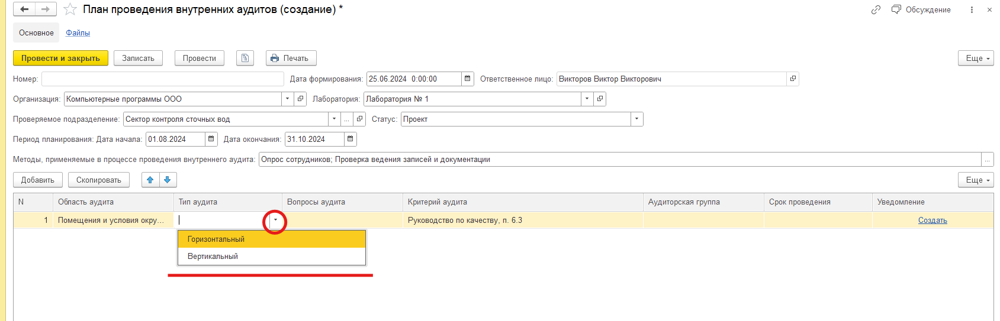 План проведения внутренних аудитов (создание) *
Обсуждение
Основное Файлы
Провести и закрыть Записать Провести Печать Еще
Номер: Дата формирования: 25.06.2024 0:00:00 Ответственное лицо: Викторов Виктор Викторович
Организация: Компьютерные программы ООО Лаборатория: Лаборатория № 1
Проверяемое подразделение: Сектор контроля сточных вод ... Статус: Проект
Период планирования: Дата начала: 01.08.2024 Дата окончания: 31.10.2024
Методы, применяемые в процессе проведения внутреннего аудита: Опрос сотрудников; Проверка ведения записей и документации ...
Добавить Скопировать Еще
N Область аудита Тип аудита Вопросы аудита Критерий аудита Аудиторская группа Срок проведения Уведомление
1 Помещения и условия окру... Руководство по качеству, п. 6.3 Создать
Горизонтальный
Вертикальный